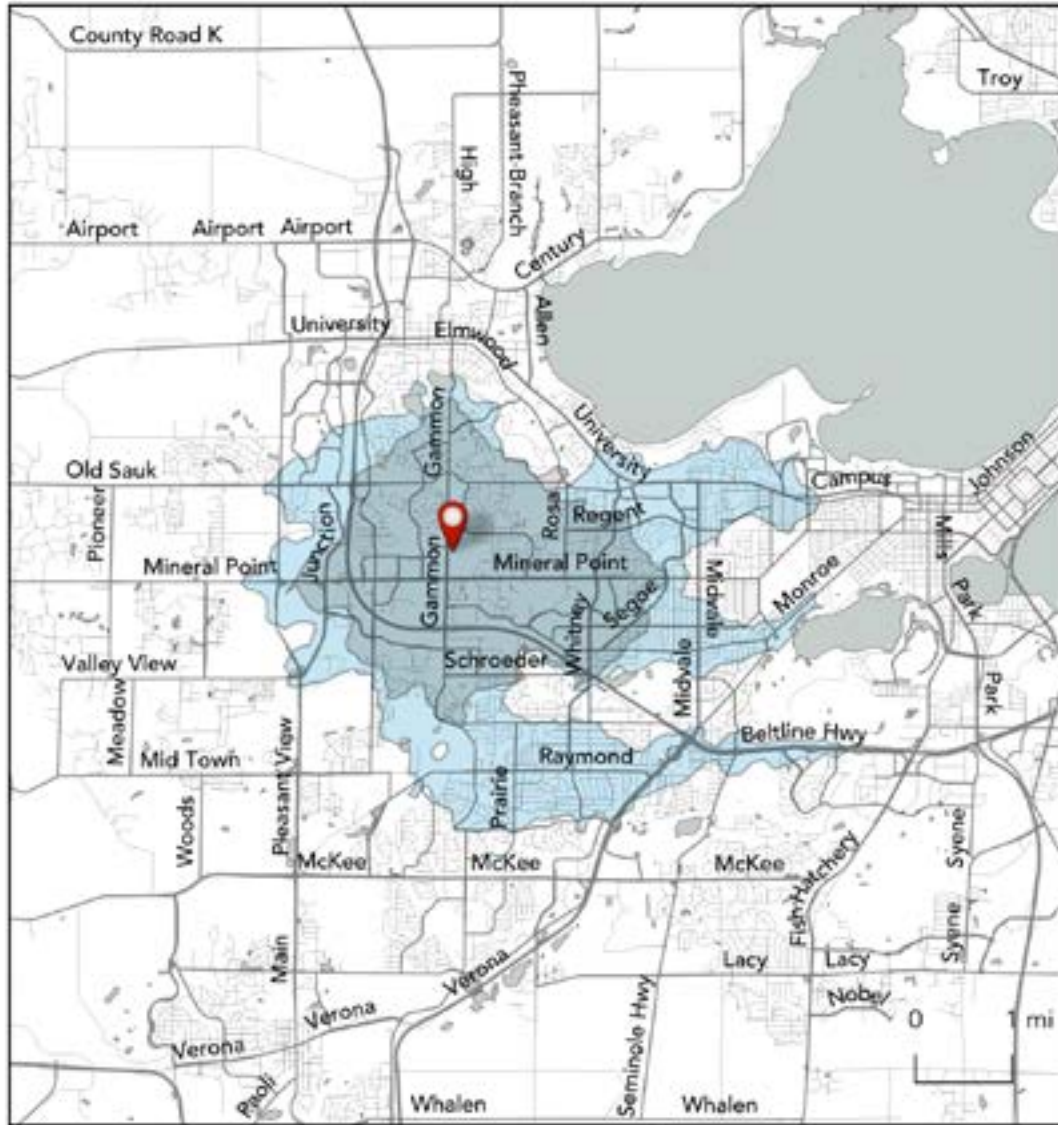 County Road K
Troy
Pheasant Branch
High
Airport
Airport
Airport
Century
Allen
University
Elmwood
Gammon
University
Old Sauk
Campus
Johnson
Pioneer
Junction
Rosa
Regent
Mills
Mineral Point
Gammon
Mineral Point
Segoe
Midvale
Monroe
Park
Whitney
Valley View
Schroeder
Midvale
Park
Meadow
Mid Town
Pleasant View
Raymond
Beltline Hwy
Prairie
Woods
McKee
McKee
McKee
Fish Hatchery
Syene
Syene
Main
Verona
Lacy
Lacy
Nobel
Verona
Verona
Seminole Hwy
0 1 mi
Paoli
Whalen
Whalen